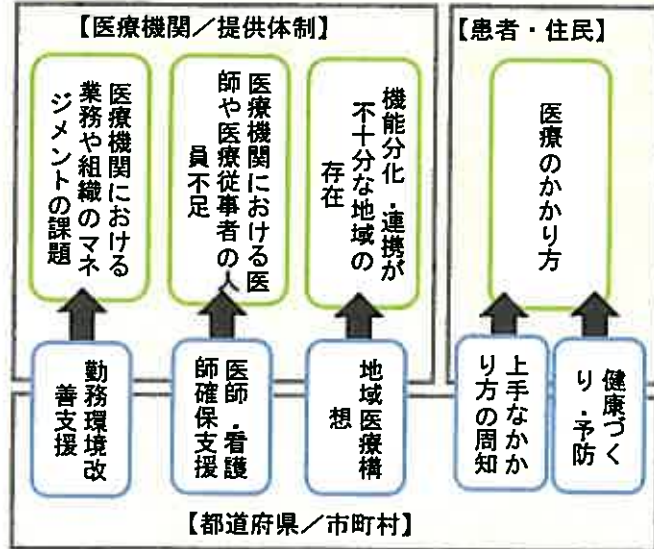 【医療機関／提供体制】
医療機関における
業務や組織のマネ
ジメントの課題
医療機関における医
師や医療従事者の人
員不足
機能分化・連携が
不十分な地域の
存在
【患者・住民】
医療のかかり方
勤務環境改
善支援
医師・看護
師確保支援
地域医療構
想
上手なかか
り方の周知
健康づく
り・予防
【都道府県／市町村】